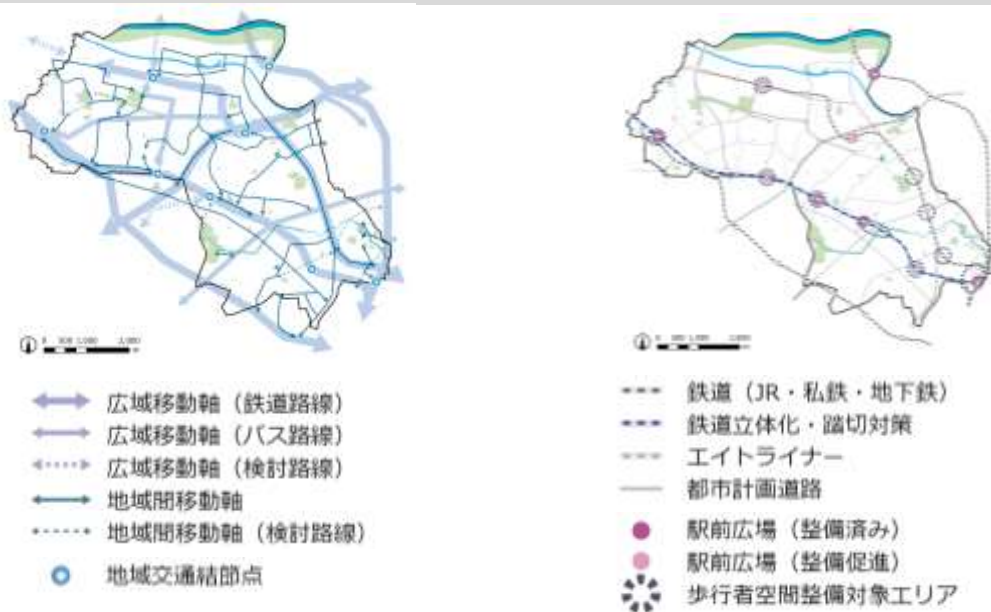 広域移動軸（鉄道路線）
広域移動軸（バス路線）
広域移動軸（検討路線）
地域間移動軸
地域間移動軸（検討路線）
地域交通結節点
鉄道（JR・私鉄・地下鉄）
鉄道立体化・踏切対策
エイトライナー
都市計画道路
駅前広場（整備済み）
駅前広場（整備促進）
歩行者空間整備対象エリア